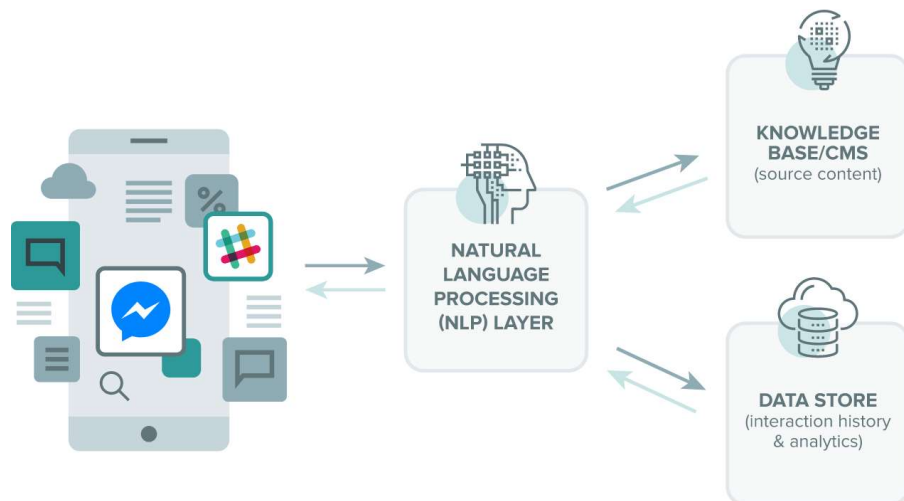 %
NATURAL
LANGUAGE
PROCESSING
(NLP) LAYER
KNOWLEDGE
BASE/CMS
(source content)
DATA STORE
(interaction history
& analytics)